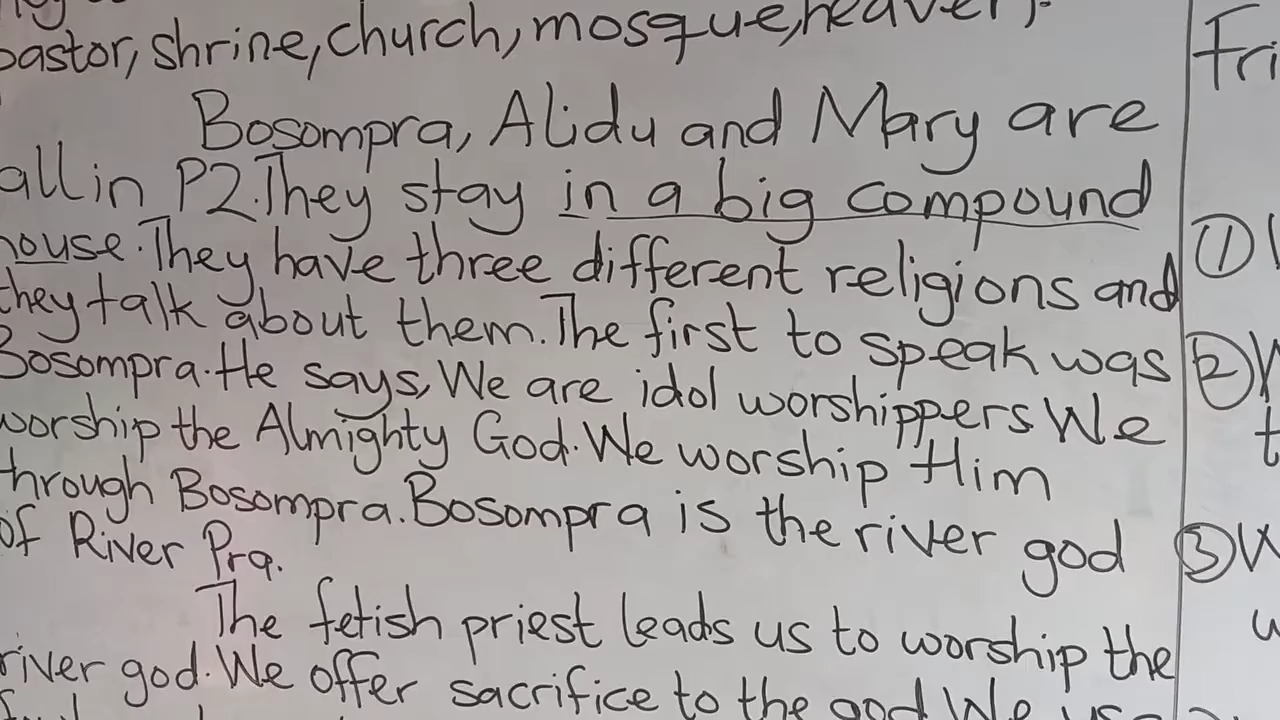 pastor, shrine, church, mosque, heaven).
Bosompra, Alidu and Mary are
all in P2. They stay in a big compound
house. They have three different religions and
they talk about them. The first to speak was
Bosompra. He says, We are idol worshippers We
worship the Almighty God. We worship Him
through Bosompra. Bosompra is the river god
of River Pra.
The fetish priest leads us to worship the
river god. We offer sacrifice to the god. We
Fri
①
②
③